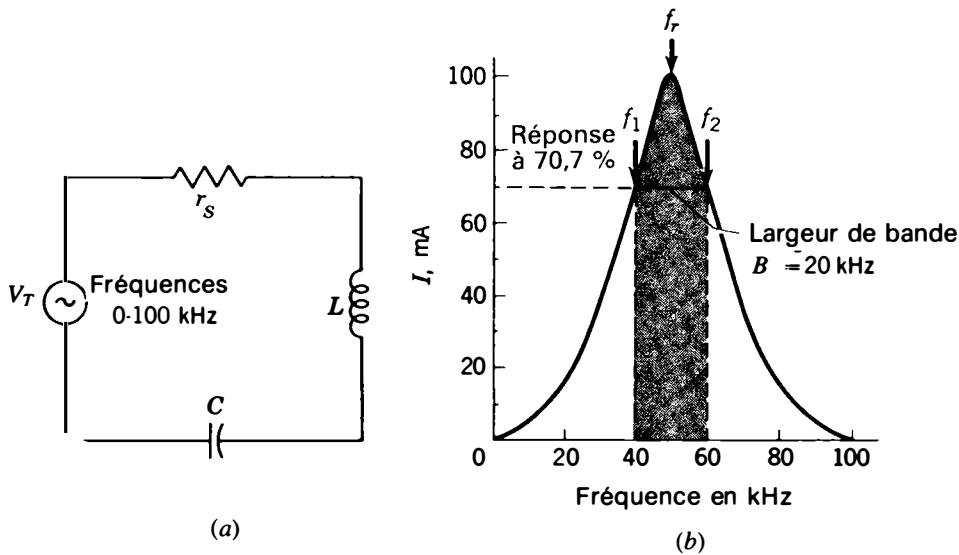 r_s
V_T
Fréquences
0-100 kHz
L
C
(a)
f_r
f_1
f_2
Réponse
à 70,7 %
Largeur de bande
B = 20 kHz
I, mA
100
80
60
40
20
0
20
40
60
80
100
Fréquence en kHz
(b)